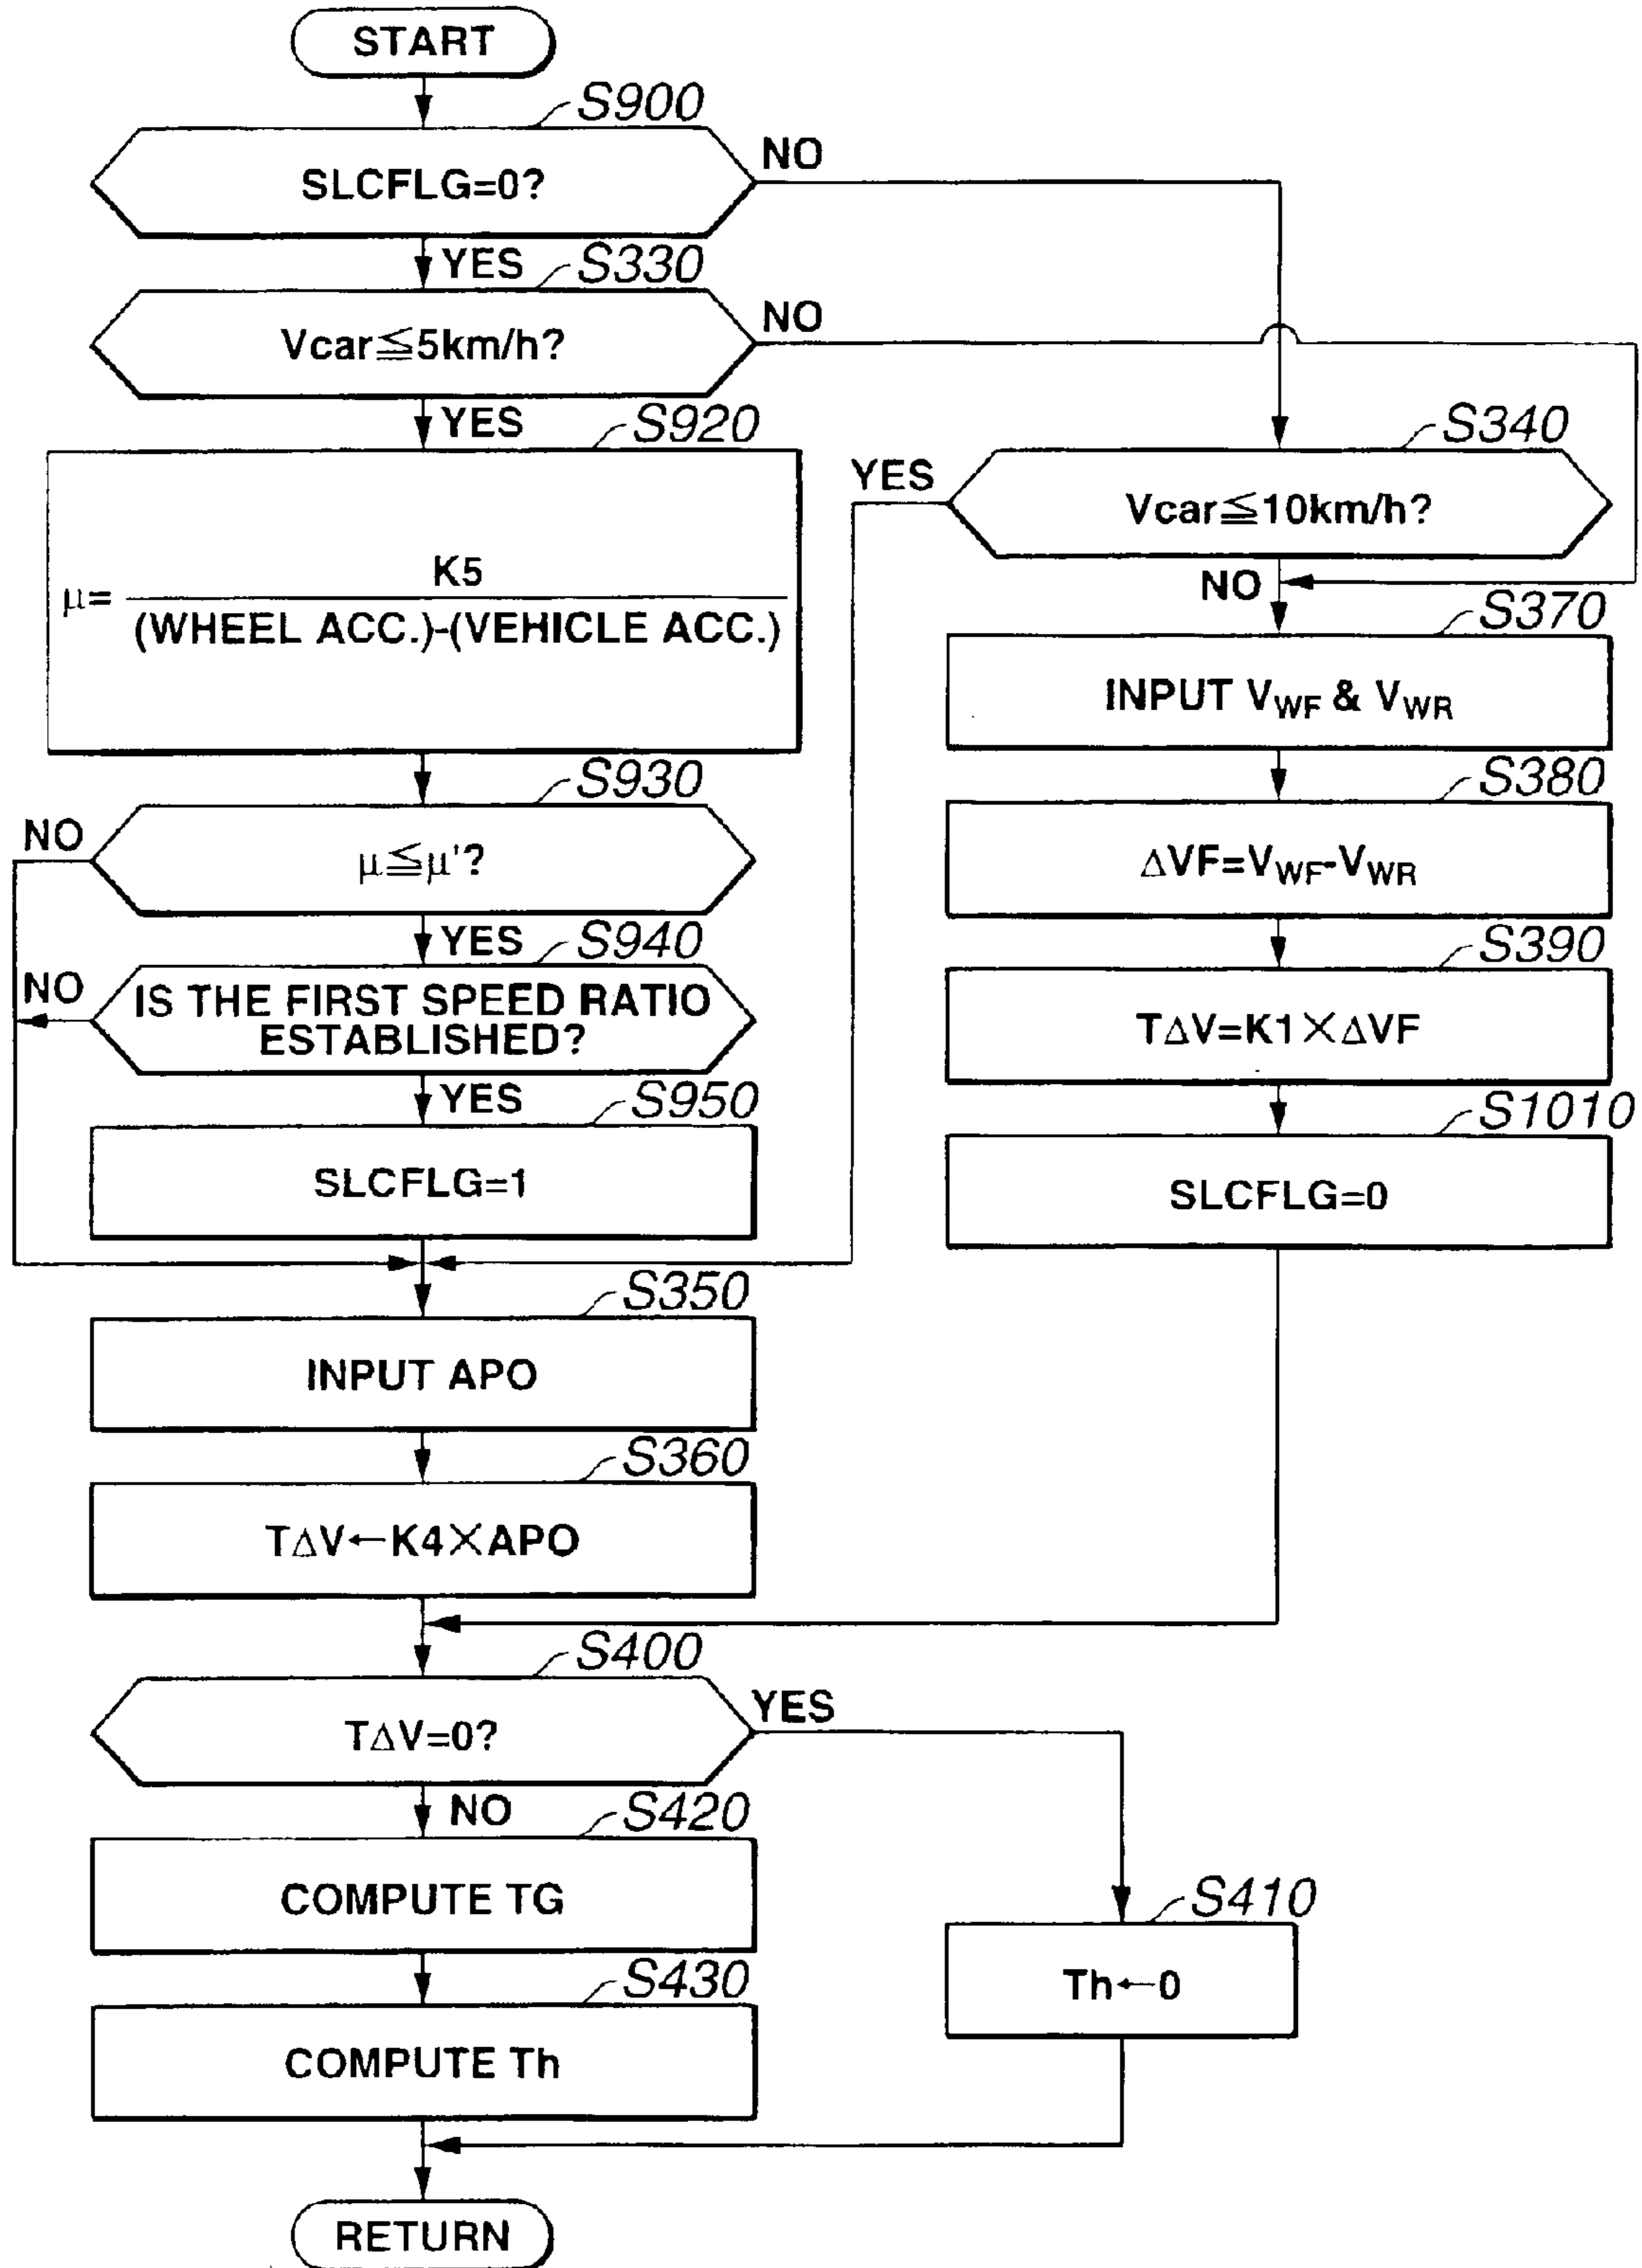 START
S900
SLCFLG=0?
NO
YES
S330
Vcar≦5km/h?
NO
YES
S920
μ= K5
(WHEEL ACC.)-(VEHICLE ACC.)
S340
YES
Vcar≦10km/h?
NO
S370
INPUT VWF & VWR
S930
NO
μ≦μ'?
YES
S380
ΔVF=VWF-VWR
S940
NO
IS THE FIRST SPEED RATIO
ESTABLISHED?
YES
S390
TΔV=K1×ΔVF
S950
SLCFLG=1
S1010
SLCFLG=0
S350
INPUT APO
S360
TΔV←K4×APO
S400
TΔV=0?
YES
NO
S420
COMPUTE TG
S410
Th←0
S430
COMPUTE Th
RETURN